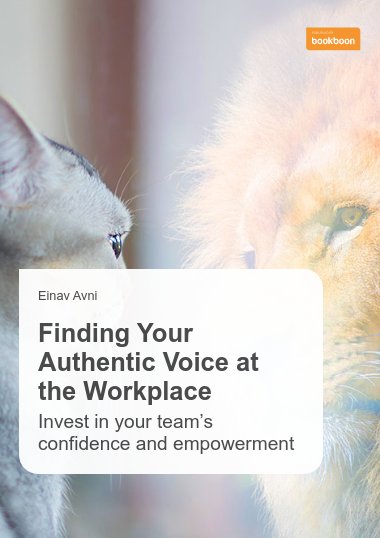 bookboon
Einav Avni
Finding Your
Authentic Voice at
the Workplace
Invest in your team's
confidence and empowerment